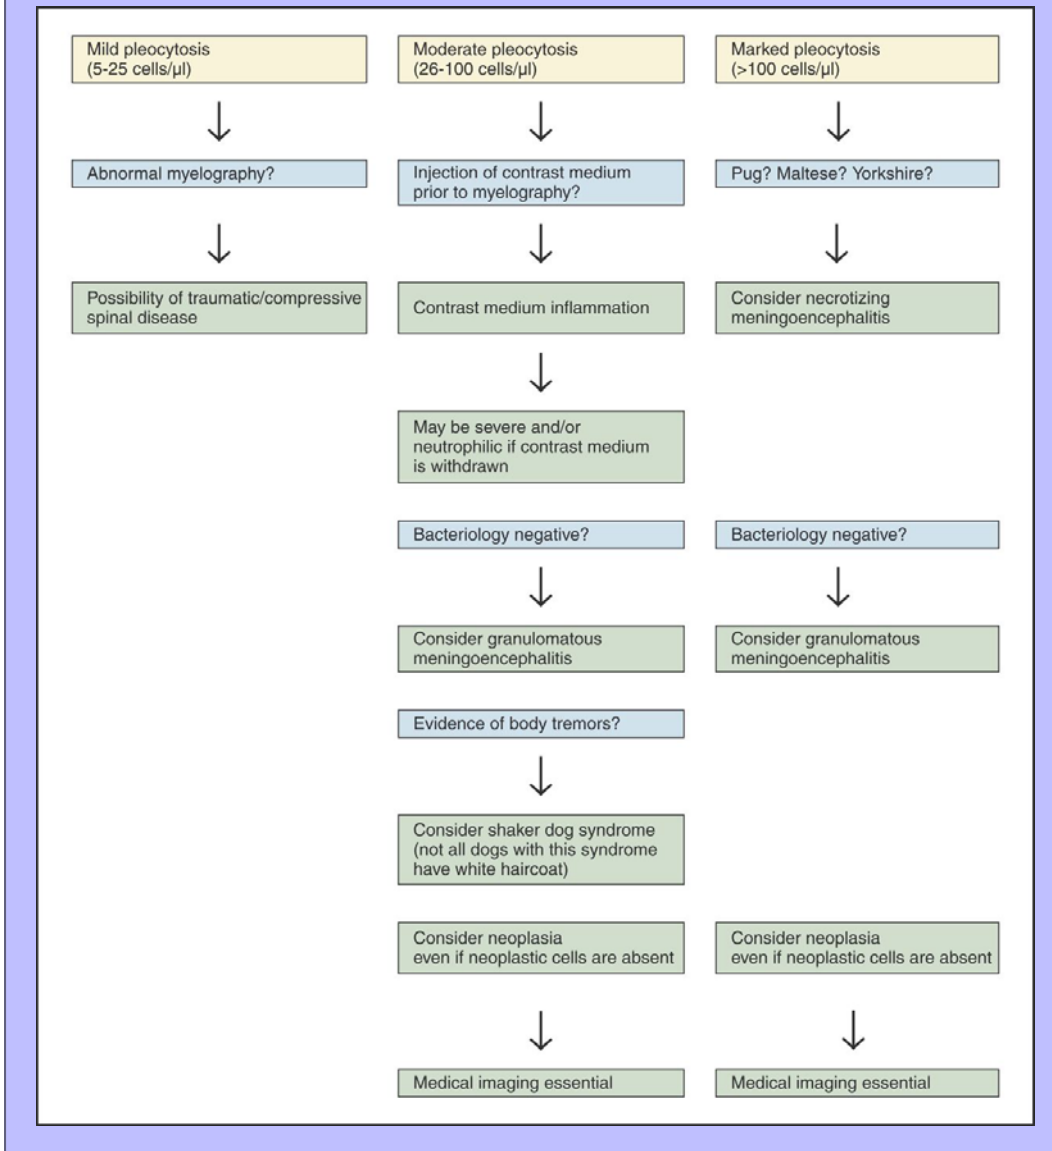 Mild pleocytosis
(5-25 cells/µl)
Moderate pleocytosis
(26-100 cells/µl)
Marked pleocytosis
(>100 cells/µl)
Abnormal myelography?
Injection of contrast medium
prior to myelography?
Pug? Maltese? Yorkshire?
Possibility of traumatic/compressive
spinal disease
Contrast medium inflammation
Consider necrotizing
meningoencephalitis
May be severe and/or
neutrophilic if contrast medium
is withdrawn
Bacteriology negative?
Bacteriology negative?
Consider granulomatous
meningoencephalitis
Consider granulomatous
meningoencephalitis
Evidence of body tremors?
Consider shaker dog syndrome
(not all dogs with this syndrome
have white haircoat)
Consider neoplasia
even if neoplastic cells are absent
Consider neoplasia
even if neoplastic cells are absent
Medical imaging essential
Medical imaging essential